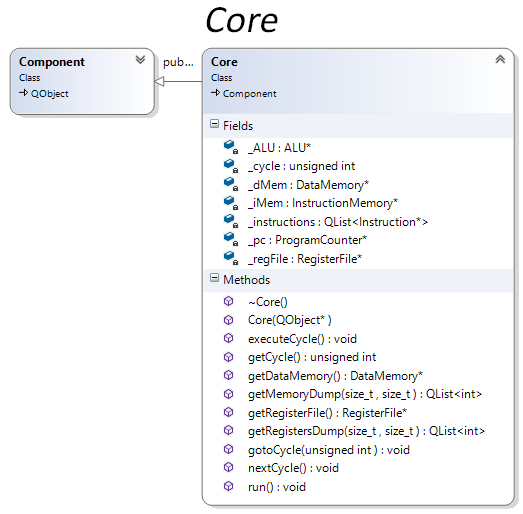 Core
Component
Class
QObject
pub...
Core
Class
Component
Fields
_ALU : ALU*
_cycle : unsigned int
_dMem : DataMemory*
_iMem : InstructionMemory*
_instructions : QList<Instruction*>
_pc : ProgramCounter*
_regFile : RegisterFile*
Methods
~Core()
Core(QObject* )
executeCycle() : void
getCycle() : unsigned int
getDataMemory() : DataMemory*
getMemoryDump(size_t , size_t ) : QList<int>
getRegisterFile() : RegisterFile*
getRegistersDump(size_t , size_t ) : QList<int>
gotoCycle(unsigned int ) : void
nextCycle() : void
run() : void